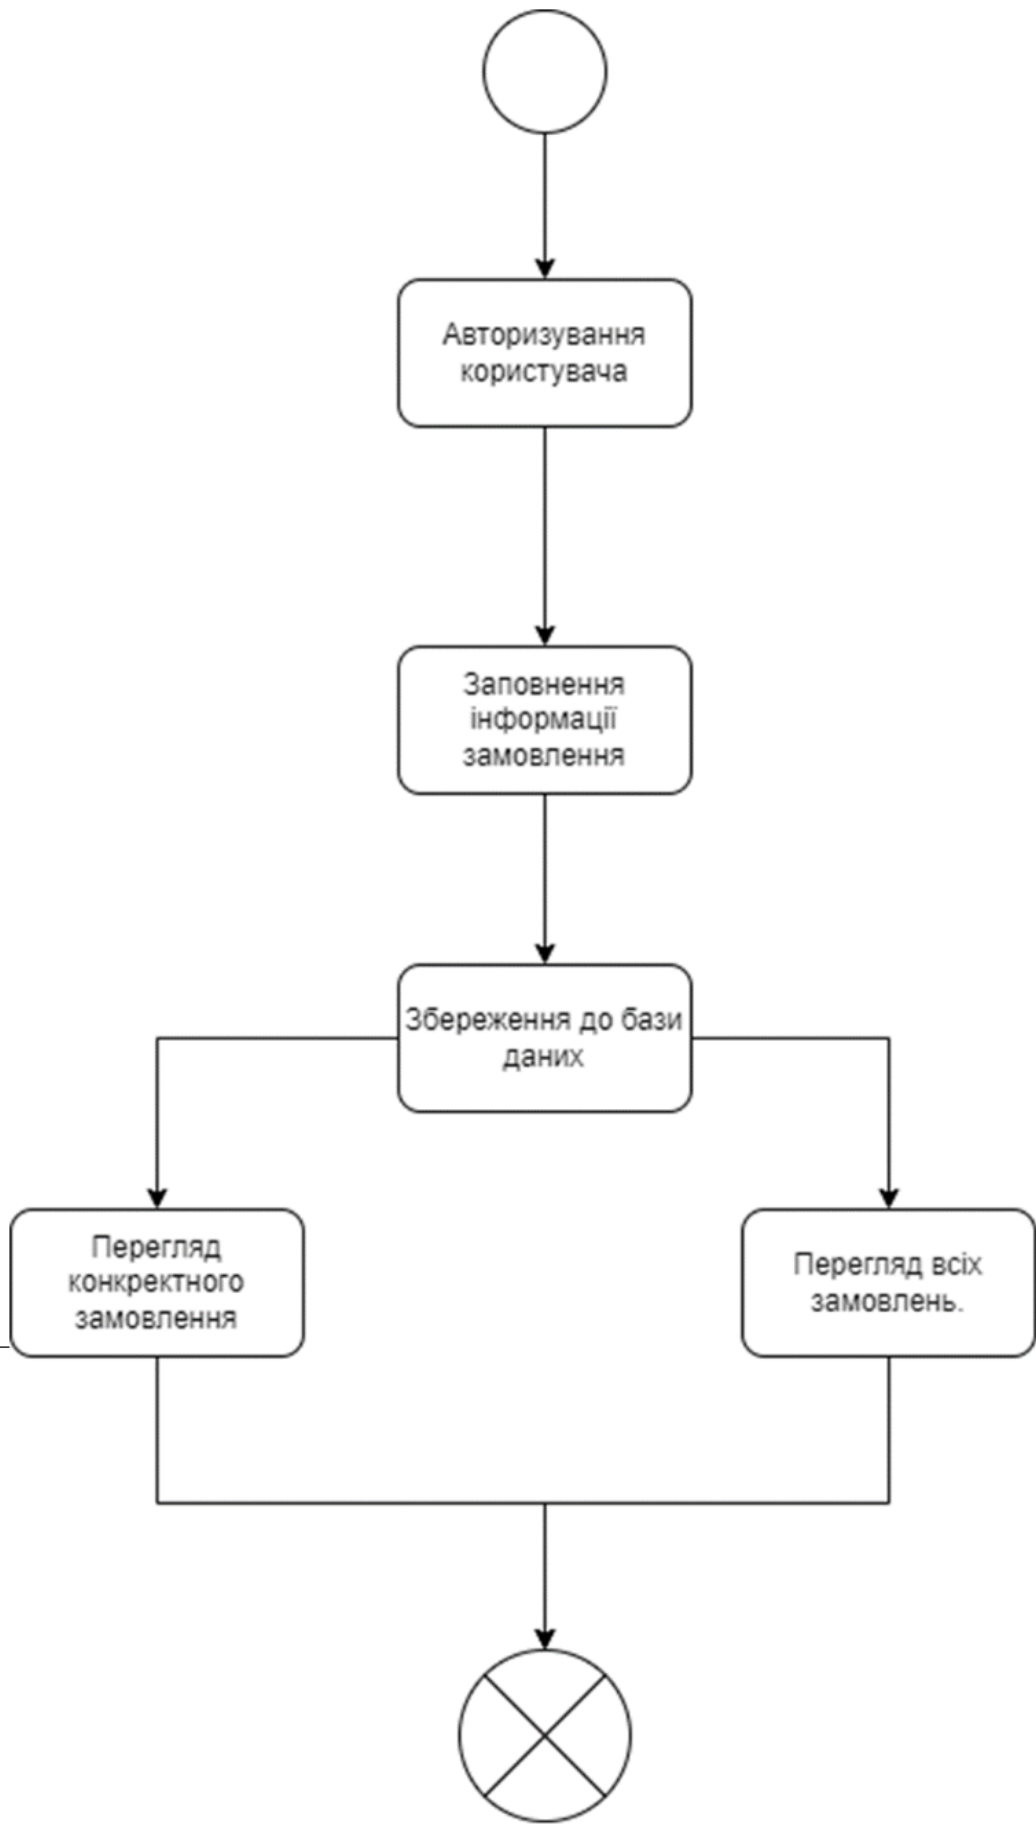 Авторизування
користувача
Заповнення
інформації
замовлення
Збереження до бази
даних
Перегляд
конкректного
замовлення
Перегляд всіх
замовлень.